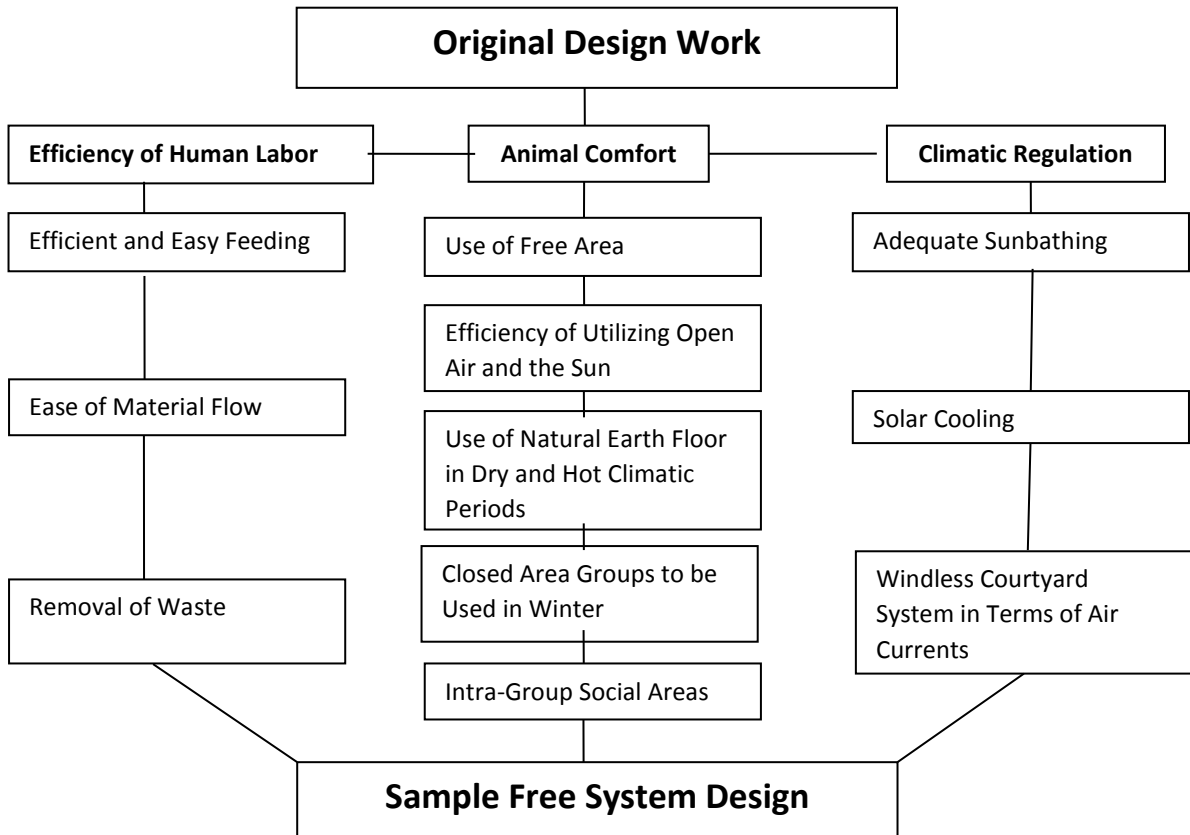 Original Design Work
Efficiency of Human Labor
Animal Comfort
Climatic Regulation
Efficient and Easy Feeding
Ease of Material Flow
Removal of Waste
Use of Free Area
Efficiency of Utilizing Open
Air and the Sun
Use of Natural Earth Floor
in Dry and Hot Climatic
Periods
Closed Area Groups to be
Used in Winter
Intra-Group Social Areas
Adequate Sunbathing
Solar Cooling
Windless Courtyard
System in Terms of Air
Currents
Sample Free System Design